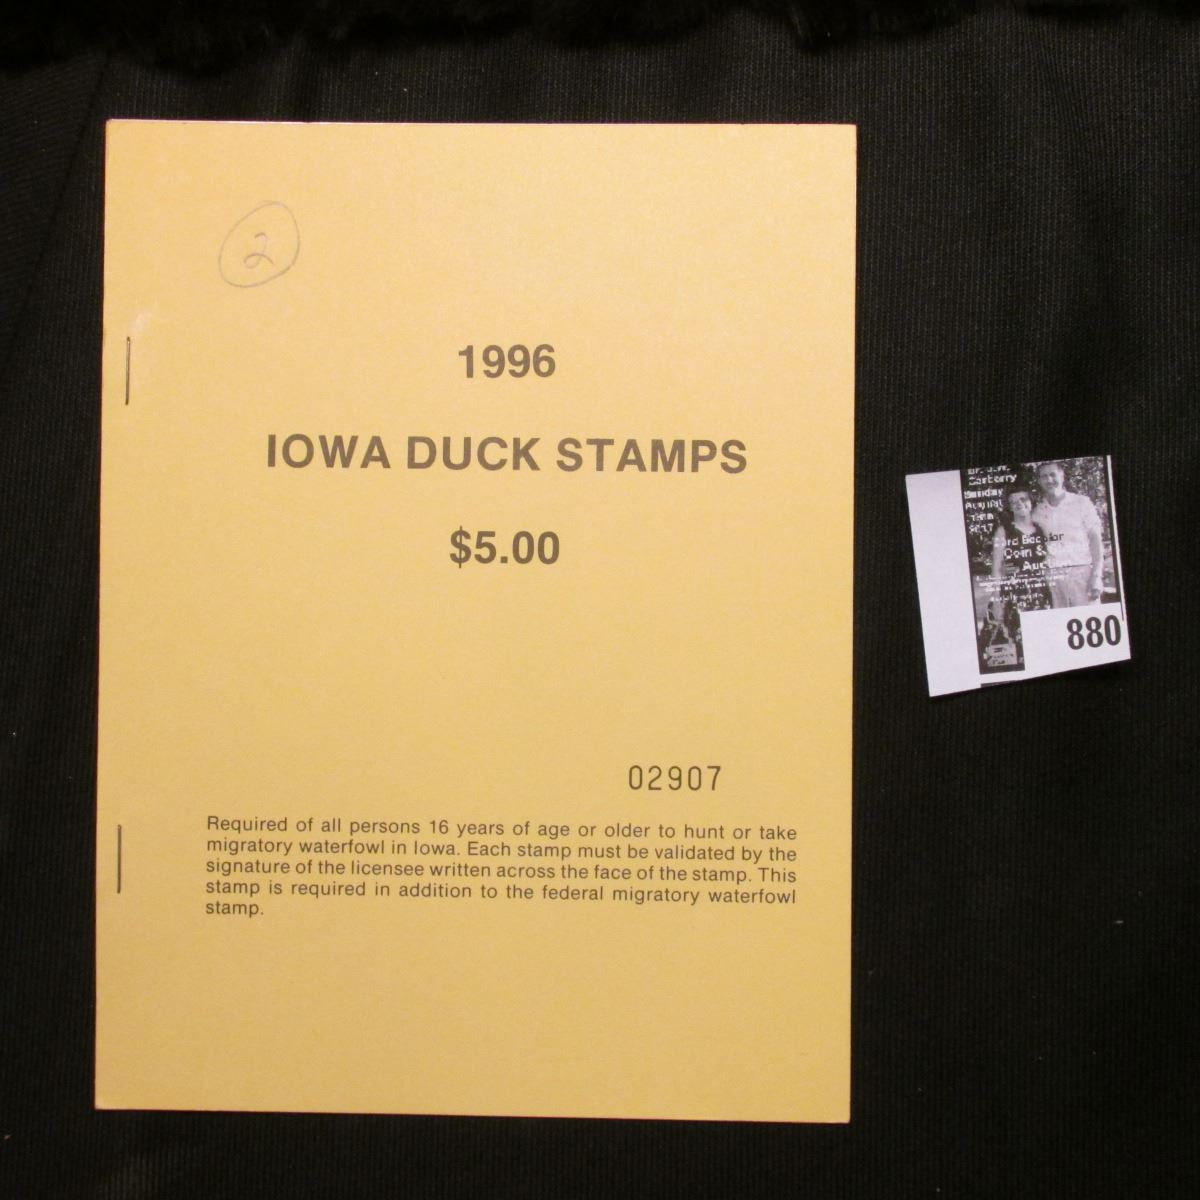 2
1996
IOWA DUCK STAMPS
$5.00
02907
Required of all persons 16 years of age or older to hunt or take
migratory waterfowl in Iowa. Each stamp must be validated by the
signature of the licensee written across the face of the stamp. This
stamp is required in addition to the federal migratory waterfowl
stamp.
Carberry
Sunday
Coin &
880